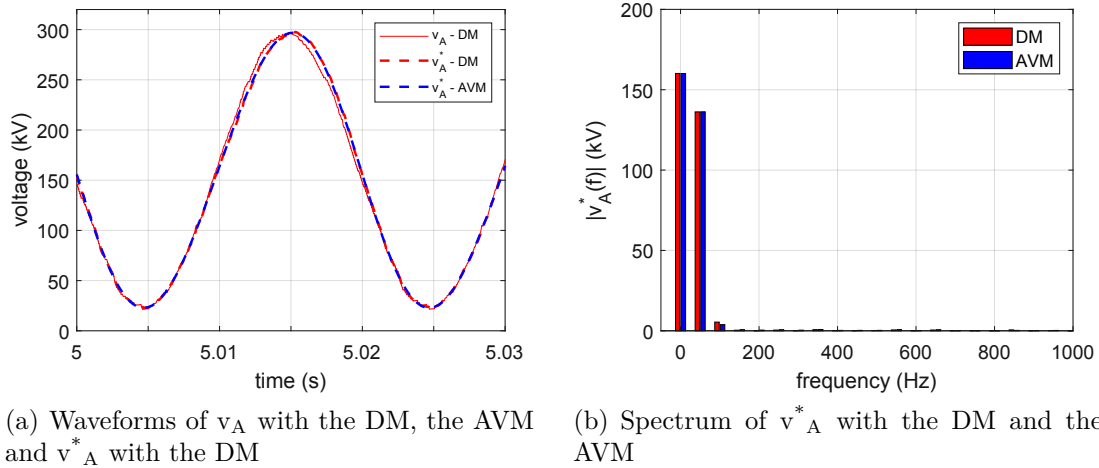 300
250
200
150
100
50
0
voltage (kV)
v_A - DM
v*_A - DM
v*_A - AVM
5
5.01
5.02
5.03
time (s)
200
150
100
50
0
|v*_A(f)| (kV)
DM
AVM
0
200
400
600
800
1000
frequency (Hz)
(a) Waveforms of v_A with the DM, the AVM
and v*_A with the DM
(b) Spectrum of v*_A with the DM and the
AVM